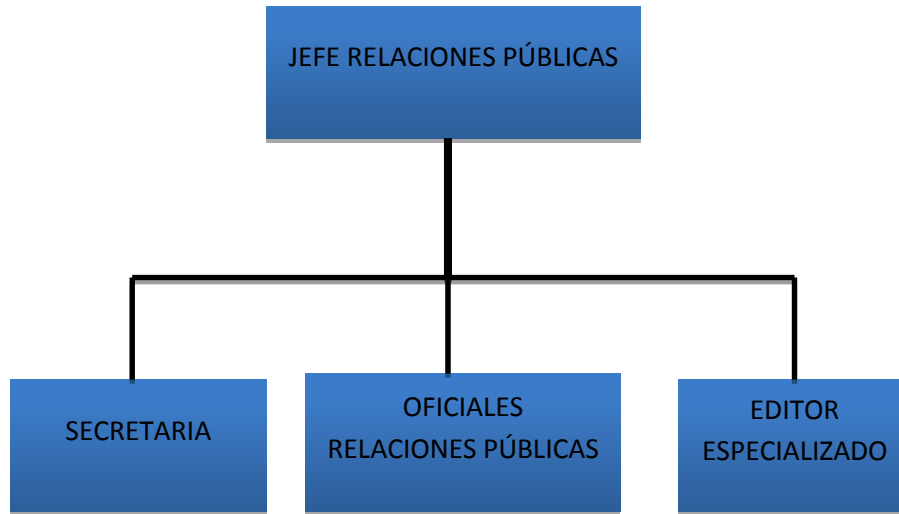 JEFE RELACIONES PÚBLICAS
SECRETARIA
OFICIALES
RELACIONES PÚBLICAS
EDITOR
ESPECIALIZADO